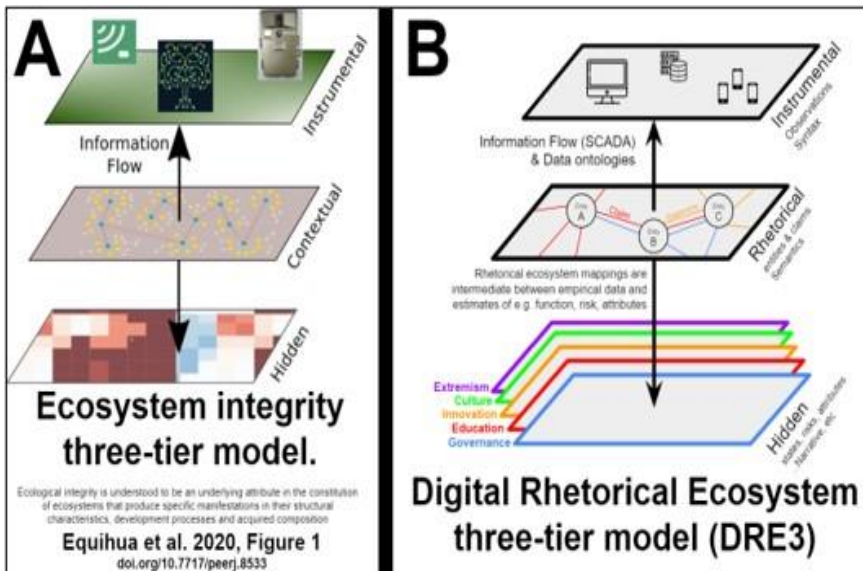 A
Instrumental
Information
Flow
Contextual
Hidden
Ecosystem integrity
three-tier model.
Ecological integrity is understood to be an underlying attribute in the constitution
of ecosystems that produce specific manifestations in their structural
characteristics, development processes and acquired composition
Equihua et al. 2020, Figure 1
doi.org/10.7717/peerj.8533
B
Instrumental
Observations
Syntax
Information Flow (SCADA)
& Data ontologies
Entity
A
Claims
Entity
B
Entity
C
Rhetorical
entities & claims
Semantics
Rhetorical ecosystem mappings are
intermediate between empirical data and
estimates of e.g. function, risk, attributes
Extremism
Culture
Innovation
Education
Governance
Hidden
states, risks, attributes
Narrative, etc
Digital Rhetorical Ecosystem
three-tier model (DRE3)